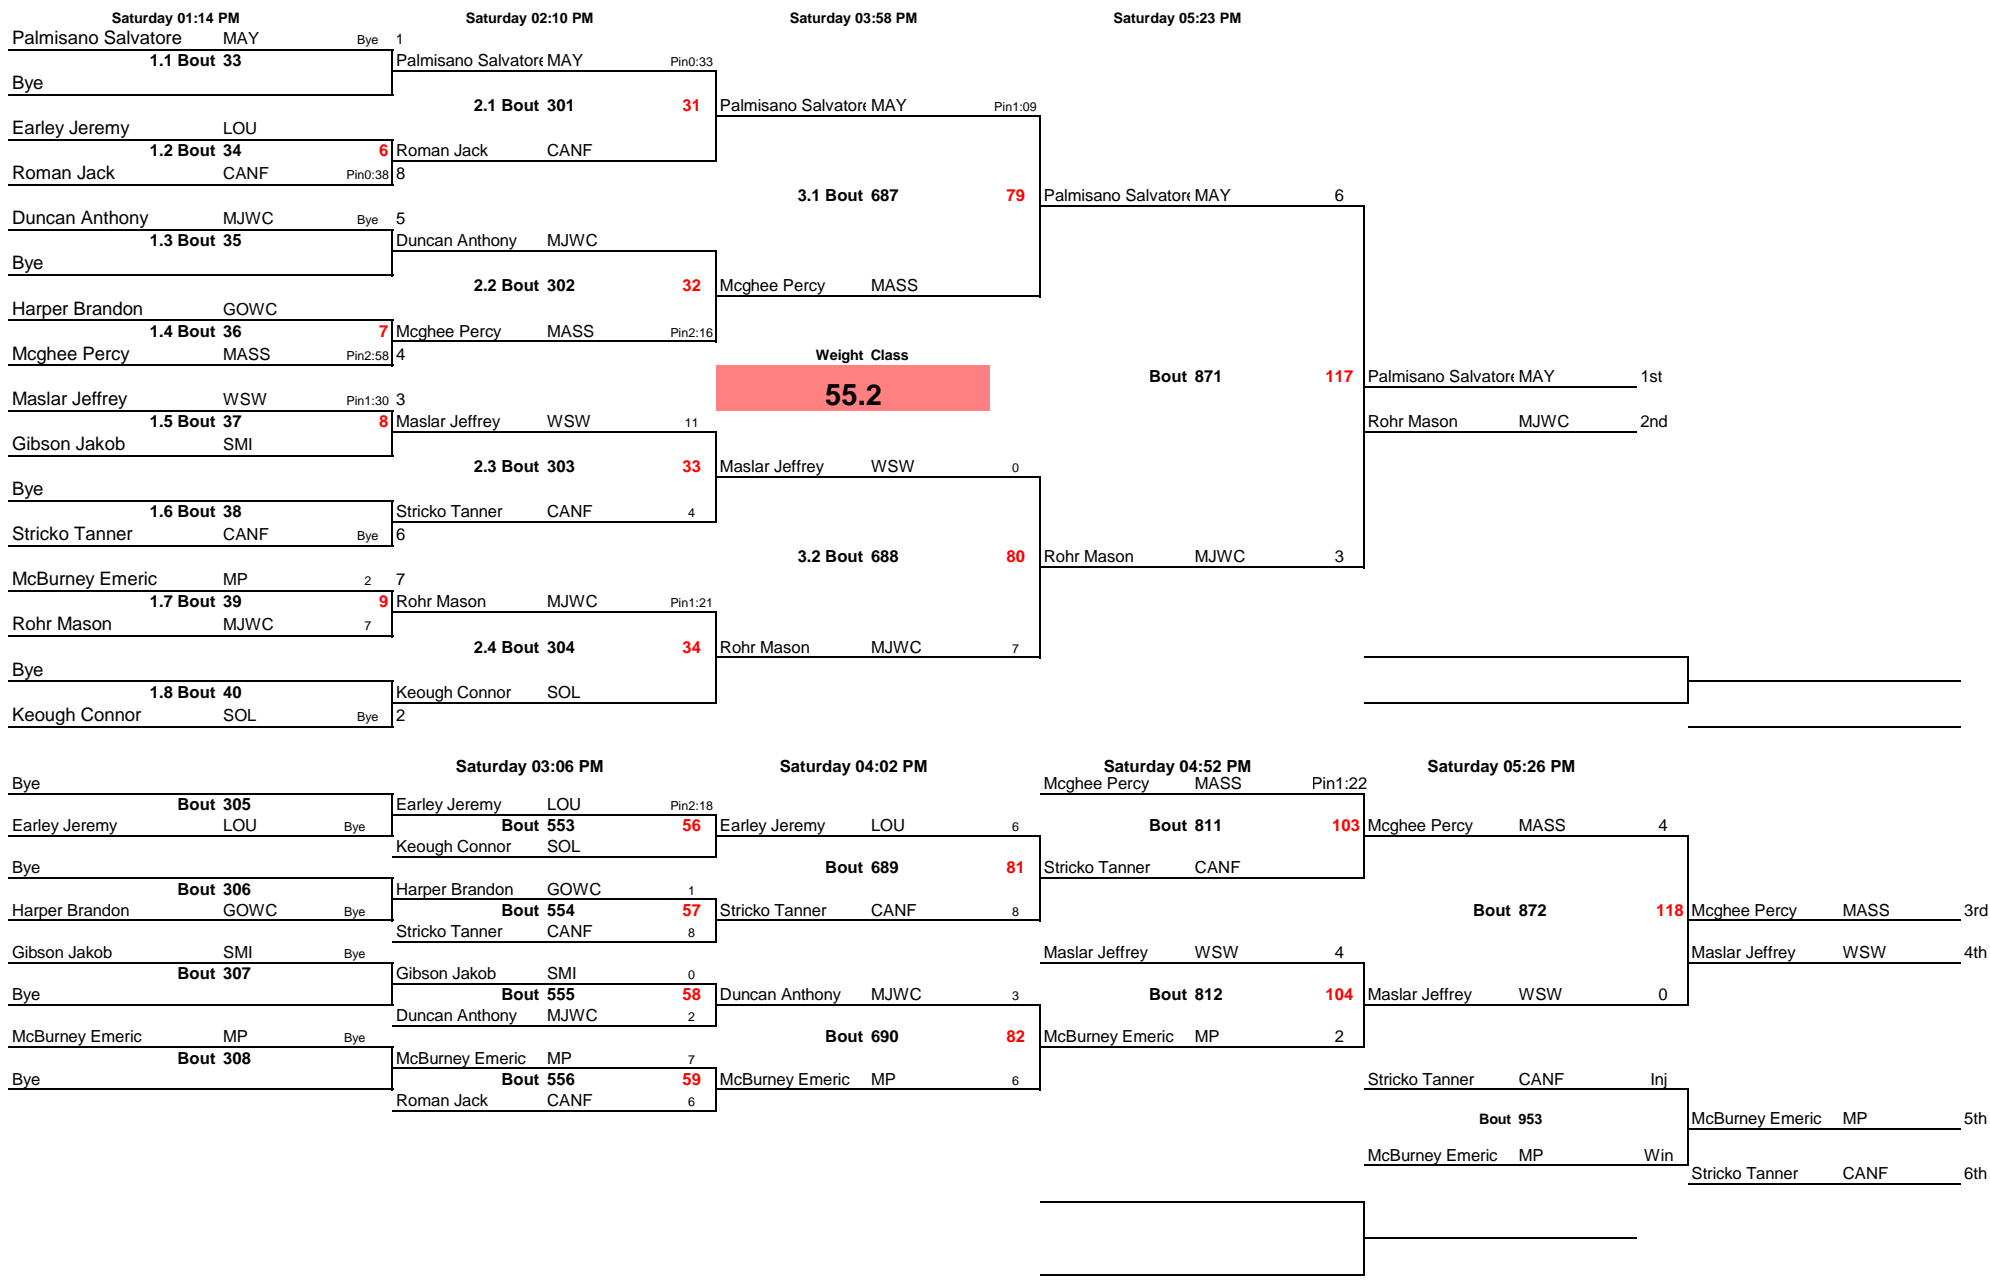 Saturday 01:14 PM Saturday 02:10 PM Saturday 03:58 PM Saturday 05:23 PM
Palmisano Salvatore MAY Bye 1
1.1 Bout 33 Palmisano Salvatore MAY Pin0:33
Bye
2.1 Bout 301 31 Palmisano Salvatore MAY Pin1:09
Earley Jeremy LOU
1.2 Bout 34 6 Roman Jack CANF
Roman Jack CANF Pin0:38 8
3.1 Bout 687 79 Palmisano Salvatore MAY 6
Duncan Anthony MJWC Bye 5
1.3 Bout 35 Duncan Anthony MJWC
Bye
2.2 Bout 302 32 Mcghee Percy MASS
Harper Brandon GOWC
1.4 Bout 36 7 Mcghee Percy MASS Pin2:16
Mcghee Percy MASS Pin2:58 4 Weight Class
Bout 871 117 Palmisano Salvatore MAY 1st
Maslar Jeffrey WSW Pin1:30 3 55.2
1.5 Bout 37 8 Maslar Jeffrey WSW 11 Rohr Mason MJWC 2nd
Gibson Jakob SMI
2.3 Bout 303 33 Maslar Jeffrey WSW 0
Bye
1.6 Bout 38 Stricko Tanner CANF 4
Stricko Tanner CANF Bye 6
3.2 Bout 688 80 Rohr Mason MJWC 3
McBurney Emeric MP 2 7
1.7 Bout 39 9 Rohr Mason MJWC Pin1:21
Rohr Mason MJWC 7
2.4 Bout 304 34 Rohr Mason MJWC 7
Bye
1.8 Bout 40 Keough Connor SOL
Keough Connor SOL Bye 2
Saturday 03:06 PM Saturday 04:02 PM Saturday 04:52 PM Saturday 05:26 PM
Bye Mcghee Percy MASS Pin1:22
Bout 305 Earley Jeremy LOU Pin2:18
Earley Jeremy LOU Bye Bout 553 56 Earley Jeremy LOU 6 Bout 811 103 Mcghee Percy MASS 4
Keough Connor SOL
Bye Bout 689 81 Stricko Tanner CANF
Bout 306 Harper Brandon GOWC 1
Harper Brandon GOWC Bye Bout 554 57 Stricko Tanner CANF 8 Bout 872 118 Mcghee Percy MASS 3rd
Stricko Tanner CANF 8
Gibson Jakob SMI Bye Maslar Jeffrey WSW 4 Maslar Jeffrey WSW 4th
Bout 307 Gibson Jakob SMI 0
Bye Bout 555 58 Duncan Anthony MJWC 3 Bout 812 104 Maslar Jeffrey WSW 0
Duncan Anthony MJWC 2
McBurney Emeric MP Bye Bout 690 82 McBurney Emeric MP 2
Bout 308 McBurney Emeric MP 7
Bye Bout 556 59 McBurney Emeric MP 6 Stricko Tanner CANF Inj
Roman Jack CANF 6
Bout 953 McBurney Emeric MP 5th
McBurney Emeric MP Win
Stricko Tanner CANF 6th